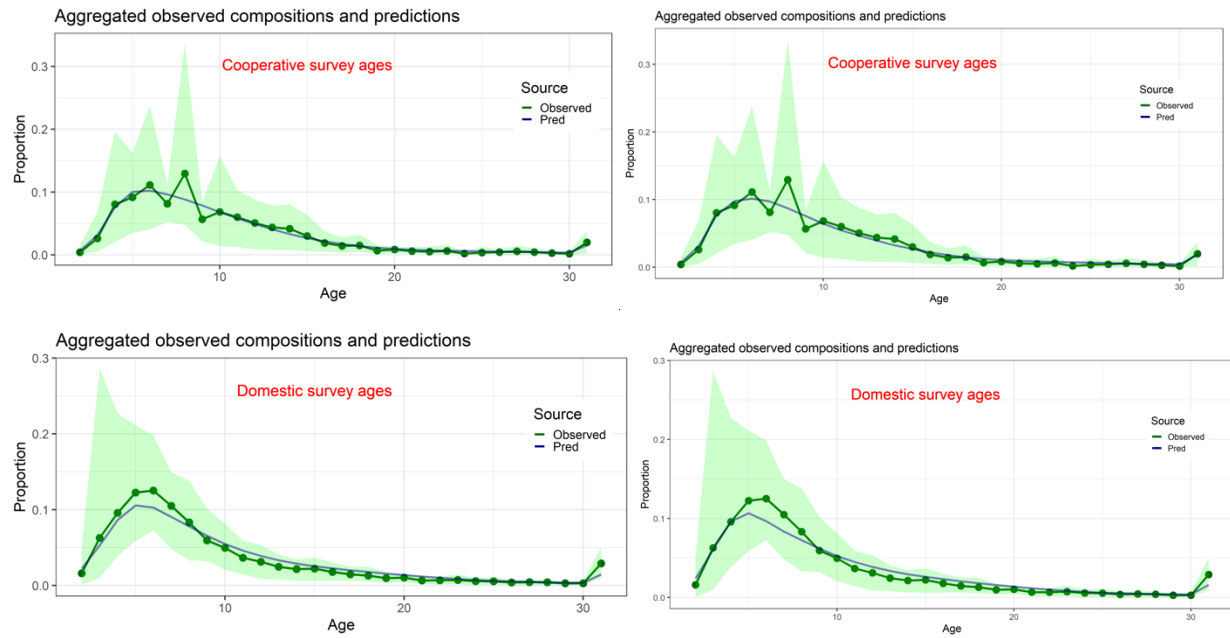 Aggregated observed compositions and predictions
Cooperative survey ages
Source
Observed
Pred
Proportion
0.3
0.2
0.1
0.0
10
20
30
Age
Aggregated observed compositions and predictions
Cooperative survey ages
Source
Observed
Pred
Proportion
0.3
0.2
0.1
0.0
10
20
30
Age
Aggregated observed compositions and predictions
Domestic survey ages
Source
Observed
Pred
Proportion
0.3
0.2
0.1
0.0
10
20
30
Age
Aggregated observed compositions and predictions
Domestic survey ages
Source
Observed
Pred
Proportion
0.3
0.2
0.1
0.0
10
20
30
Age